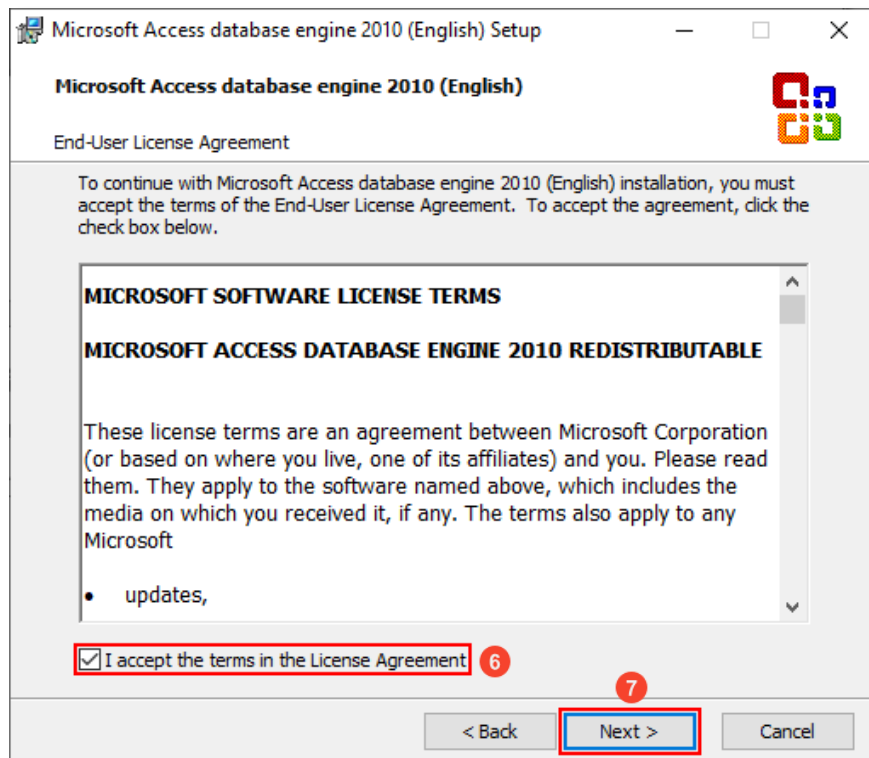 Microsoft Access database engine 2010 (English) Setup
Microsoft Access database engine 2010 (English)
End-User License Agreement
To continue with Microsoft Access database engine 2010 (English) installation, you must
accept the terms of the End-User License Agreement.  To accept the agreement, click the
check box below.
MICROSOFT SOFTWARE LICENSE TERMS
MICROSOFT ACCESS DATABASE ENGINE 2010 REDISTRIBUTABLE
These license terms are an agreement between Microsoft Corporation
(or based on where you live, one of its affiliates) and you. Please read
them. They apply to the software named above, which includes the
media on which you received it, if any. The terms also apply to any
Microsoft
• updates,
I accept the terms in the License Agreement 6
7
< Back Next > Cancel